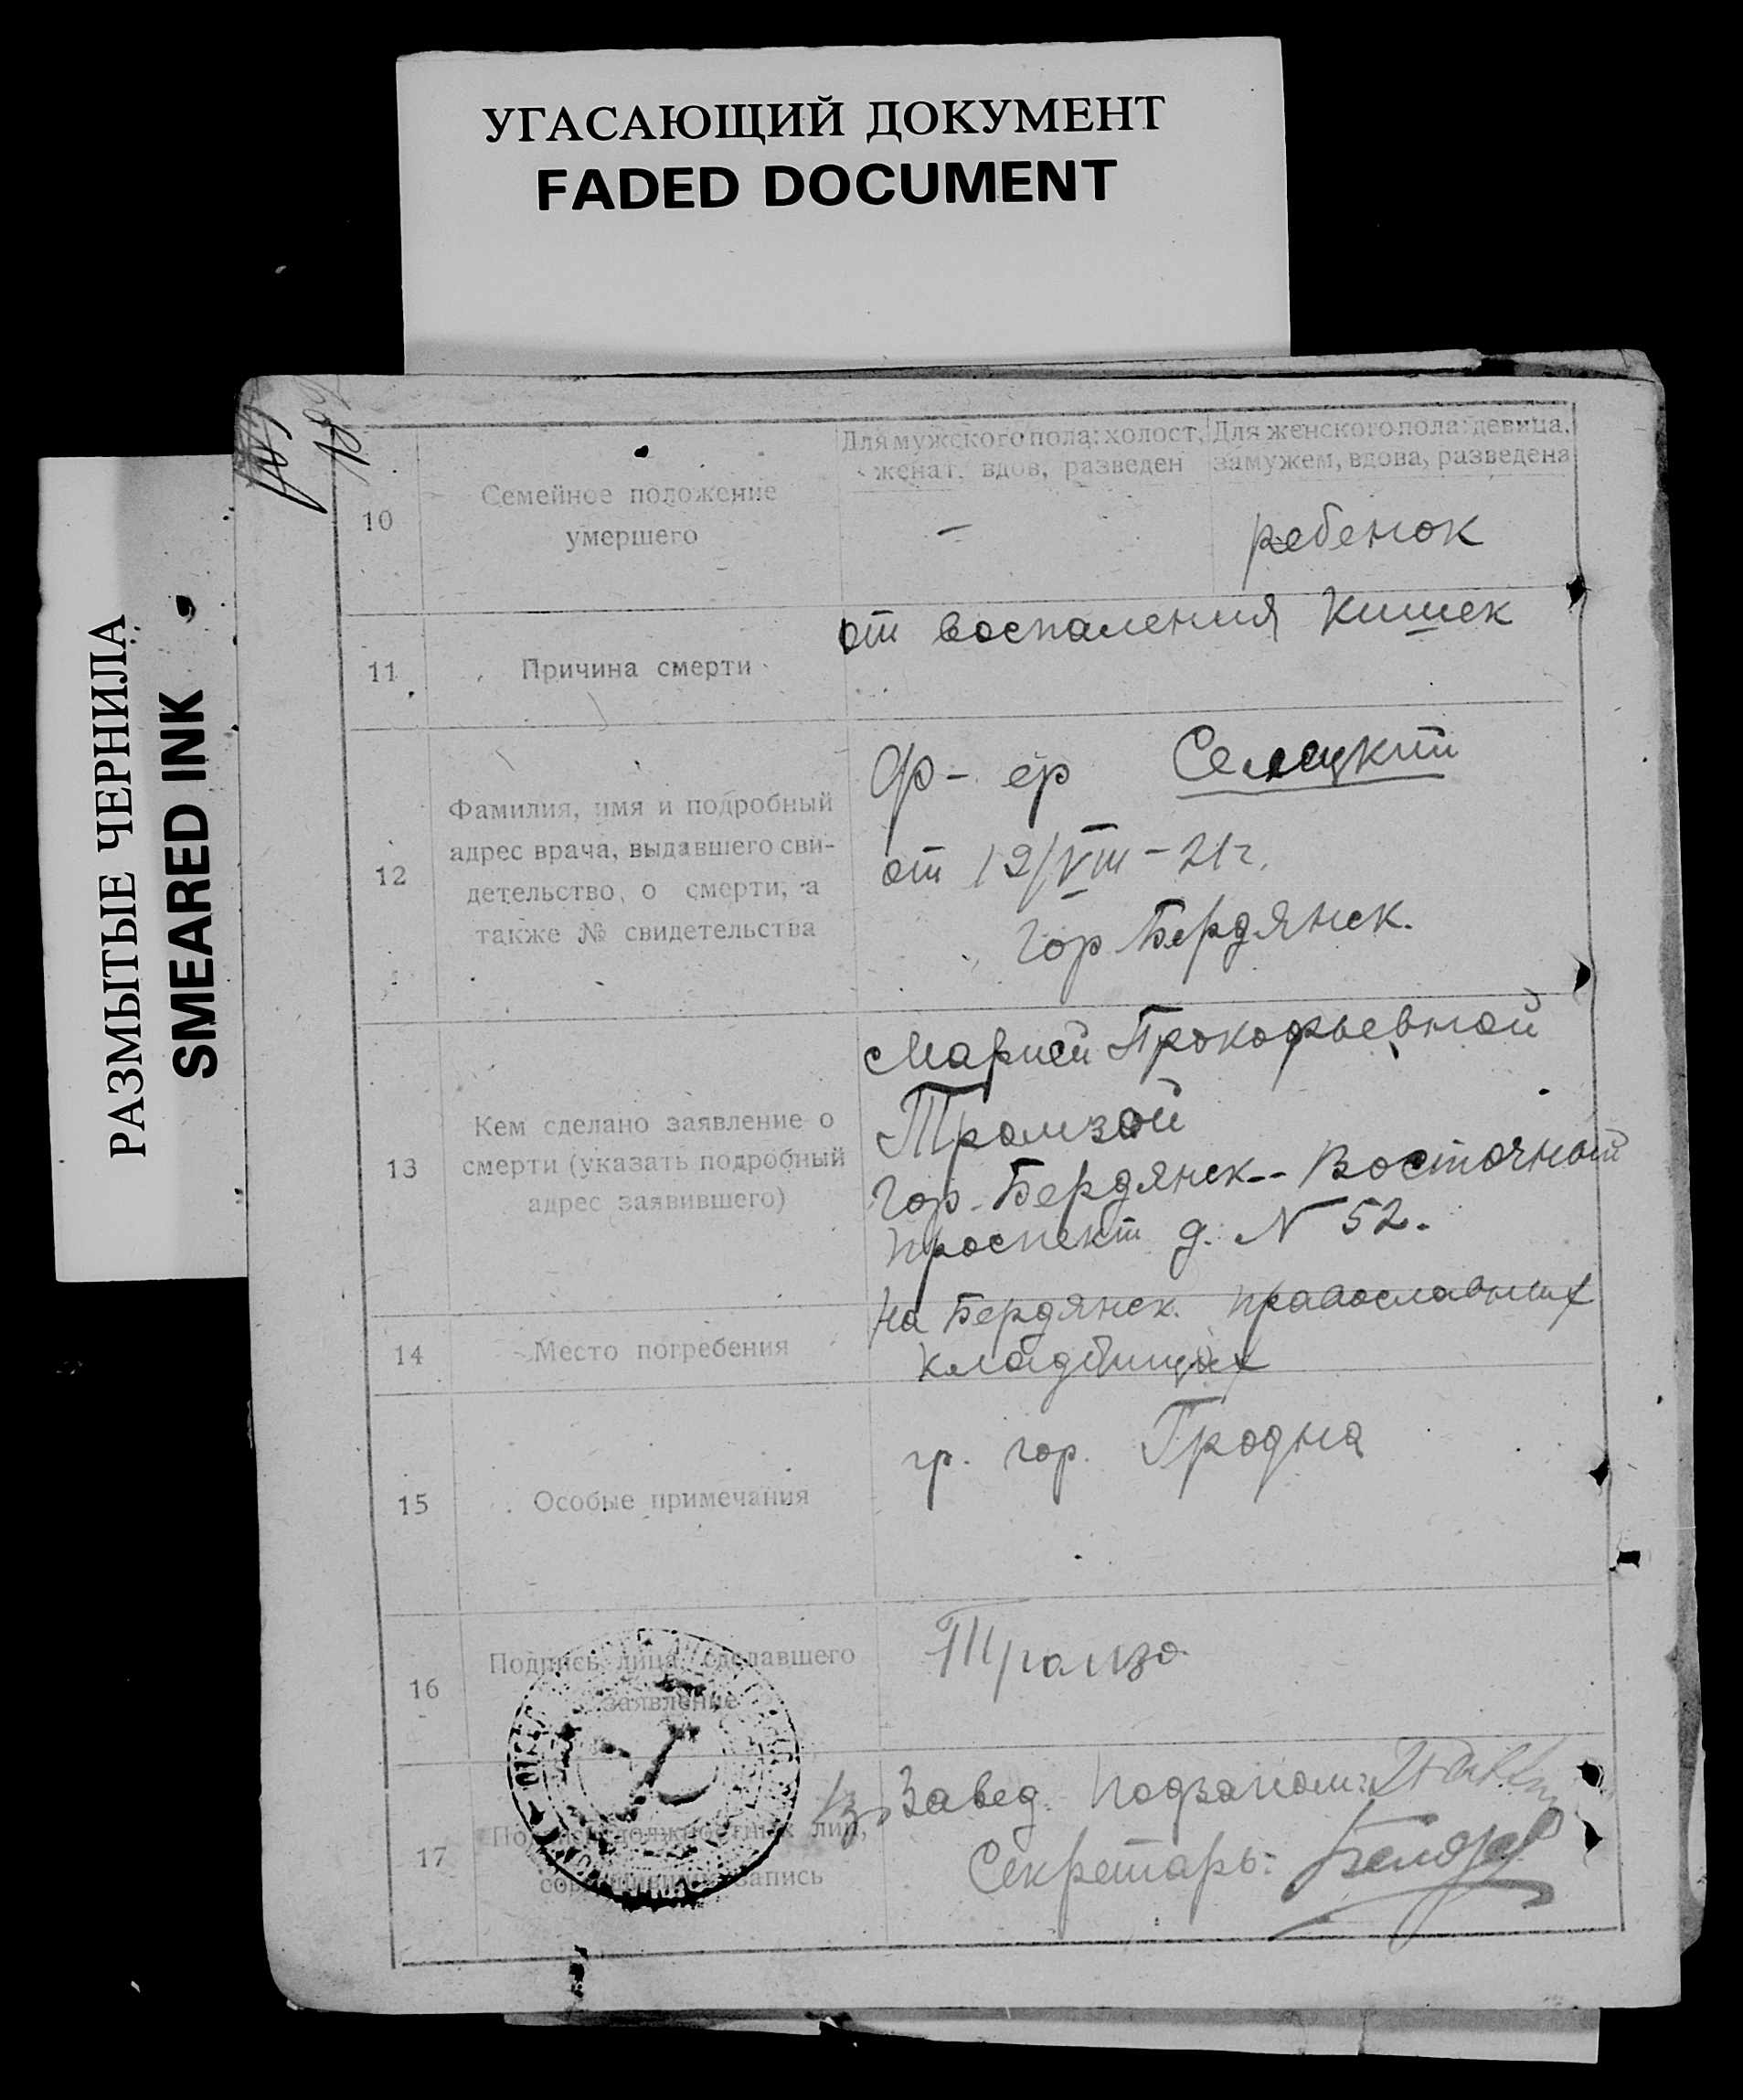 УГАСАЮЩИЙ ДОКУМЕНТ
FADED DOCUMENT
РАЗМЫТЫЕ ЧЕРНИЛА
SMEARED INK
10
Семейное положение
умершего
Для мужского пола: холост,
женат, вдов, разведен
–
Для женского пола: девица,
замужем, вдова, разведена
ребенок
11
Причина смерти
от воспаления кишек
12
Фамилия, имя и подробный
адрес врача, выдавшего сви-
детельство о смерти, а
также № свидетельства
Ф-ер
от 12/VIII-21г.
Гор Бердянск.
13
Кем сделано заявление о
смерти (указать подробный
адрес заявившего)
Марией Прокофьевной
Трамзой
Гор. Бердянск-- Восточный
проспект д. N 52.
14
Место погребения
на Бердянск. православных
кладбищах
15
Особые примечания
гр. гор. Гродна
16
Подпись лица, сделавшего
заявление
Трамзо
17
Подписи должностных лиц,
совершивших запись
Завед.
Секретарь: